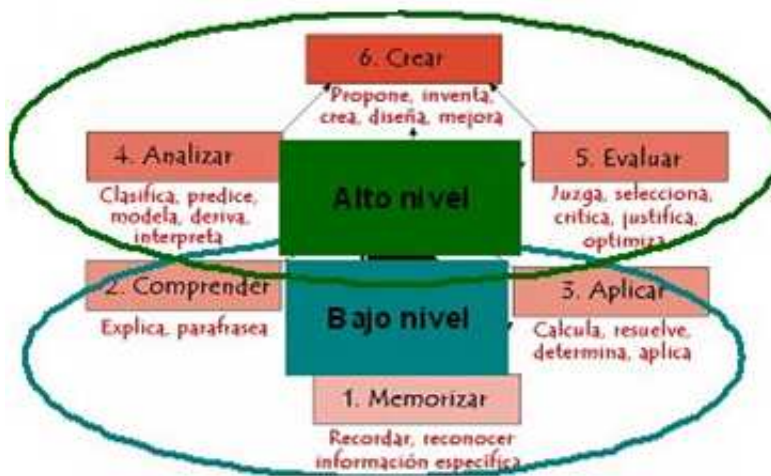 6. Crear
Propone, inventa,
crea, diseña, mejora
4. Analizar
Clasifica, predice,
modela, deriva,
interpreta
Alto nivel
5. Evaluar
Juzga, selecciona,
critica, justifica,
optimiza
2. Comprender
Explica, parafrasea
Bajo nivel
3. Aplicar
Calcula, resuelve,
determina, aplica
1. Memorizar
Recordar, reconocer
información específica